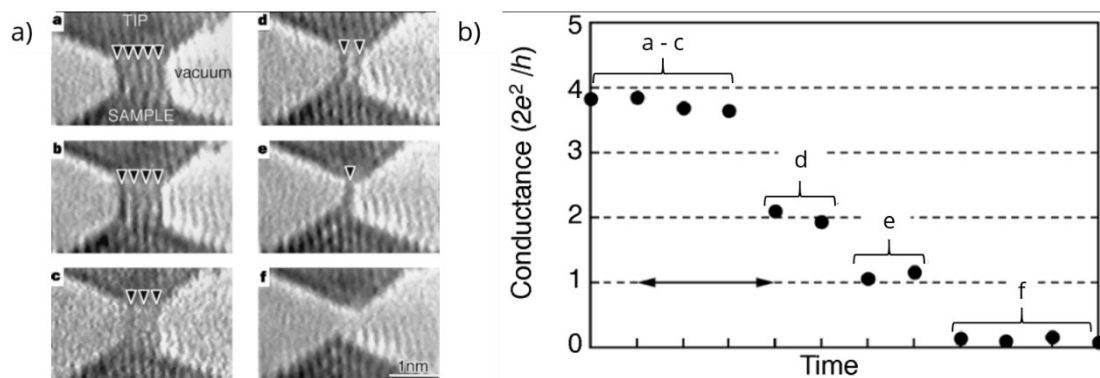 a)
a
TIP
vacuum
SAMPLE
b
c
d
e
f
1nm
b)
Conductance (2e²/h)
5
4
3
2
1
0
a - c
d
e
f
Time